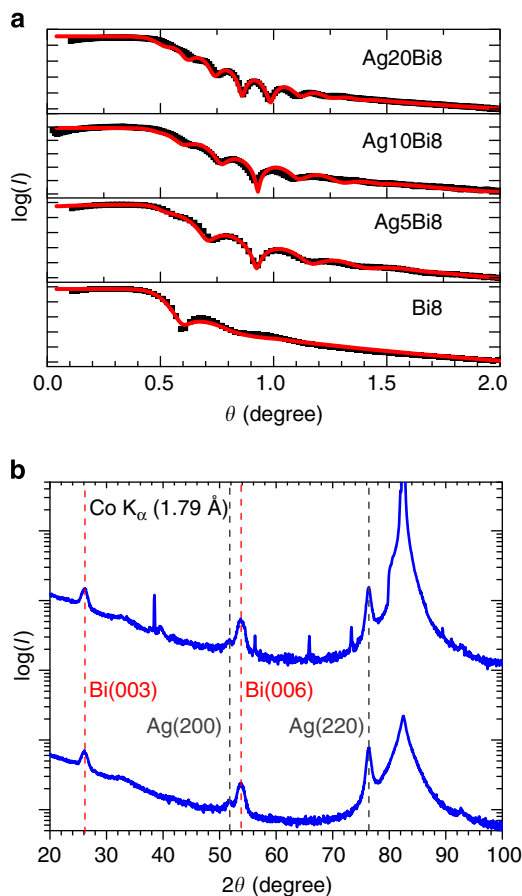 a
Ag20Bi8
Ag10Bi8
Ag5Bi8
Bi8
log(I)
0.0 0.5 1.0 1.5 2.0
θ (degree)
b
Co Kα (1.79 Å)
log(I)
Bi(003) Bi(006)
Ag(200) Ag(220)
20 30 40 50 60 70 80 90 100
2θ (degree)